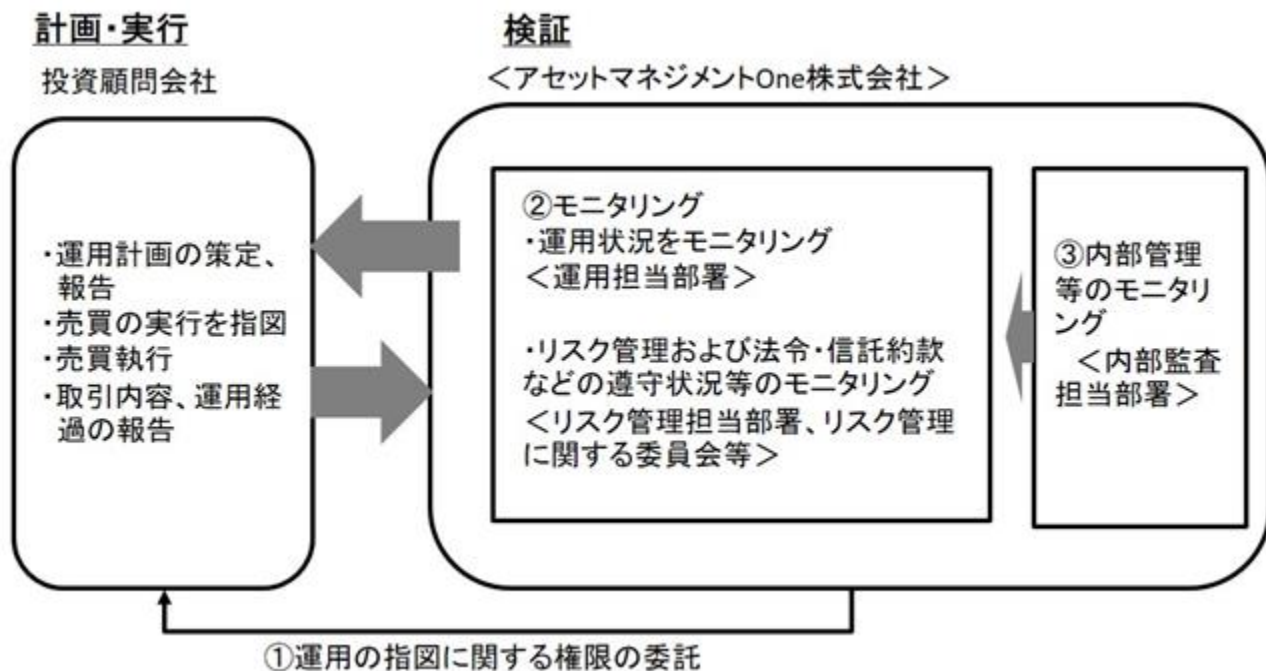 計画・実行
投資顧問会社
・運用計画の策定、
報告
・売買の実行を指図
・売買執行
・取引内容、運用経
過の報告
検証
＜アセットマネジメントOne株式会社＞
②モニタリング
・運用状況をモニタリング
＜運用担当部署＞
・リスク管理および法令・信託約款
などの遵守状況等のモニタリング
＜リスク管理担当部署、リスク管理
に関する委員会等＞
③内部管理
等のモニタリ
ング
＜内部監査
担当部署＞
①運用の指図に関する権限の委託